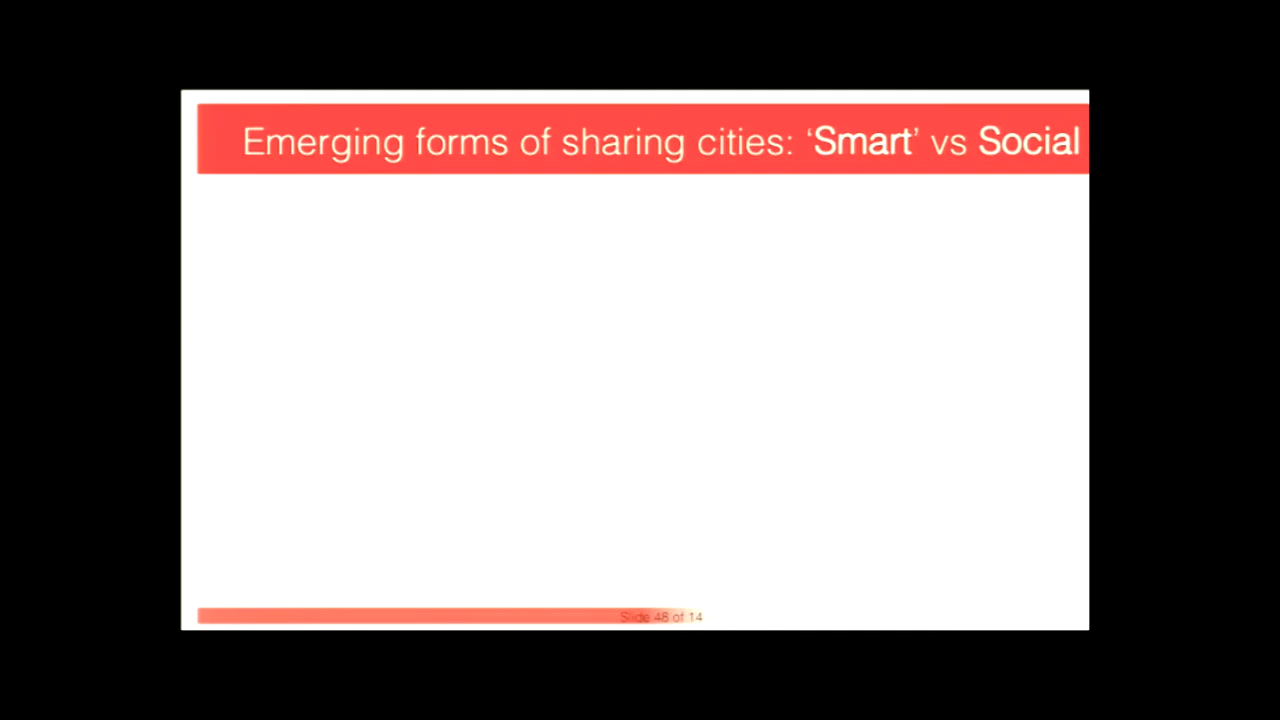 Emerging forms of sharing cities: ‘Smart’ vs Social
Slide 48 of 14